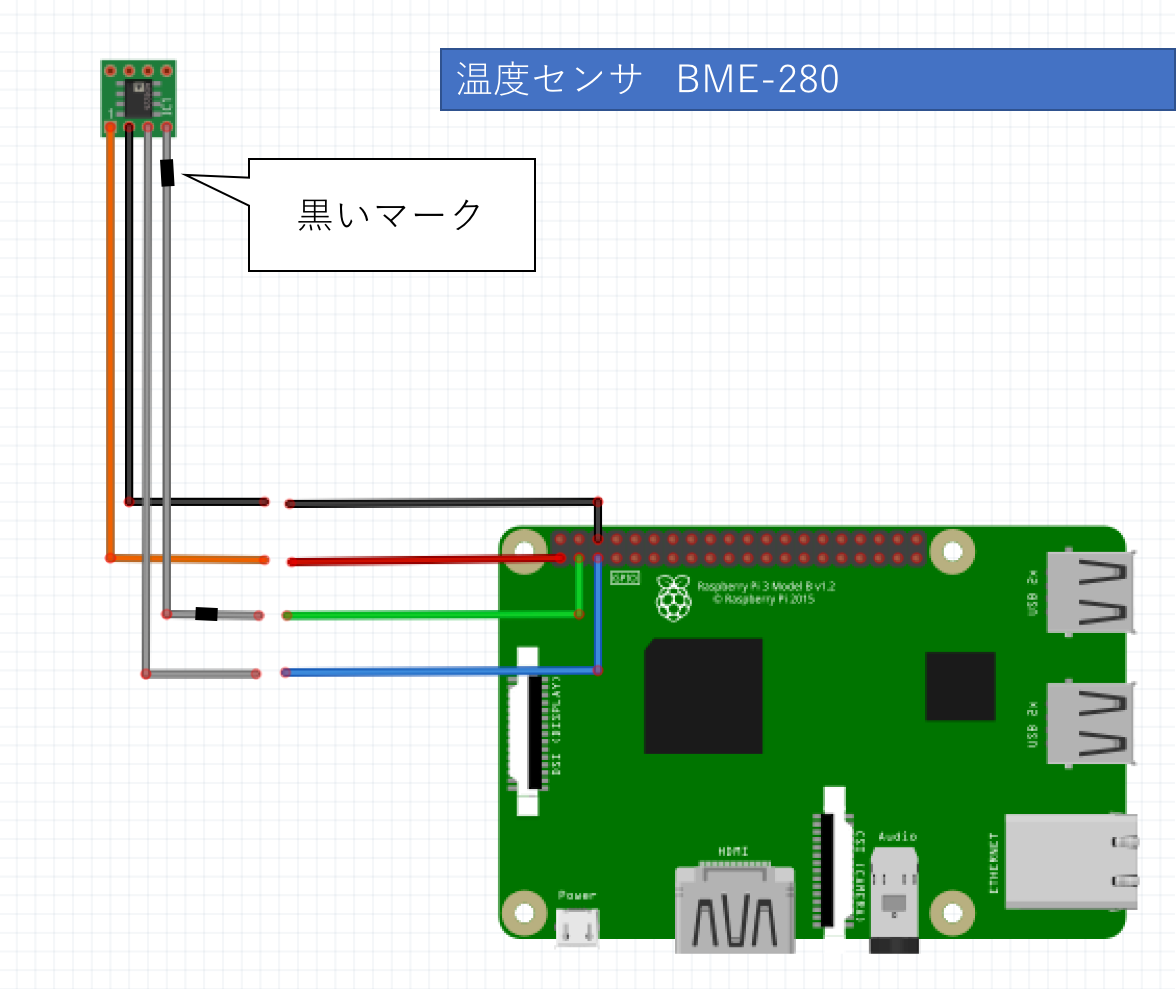 温度センサ　BME-280
IC1
黒いマーク
GPIO
Raspberry Pi 3 Model B v1.2
© Raspberry Pi 2015
USB 2x
DSI (DISPLAY)
USB 2x
Audio
CSI (CAMERA)
ETHERNET
HDMI
Power